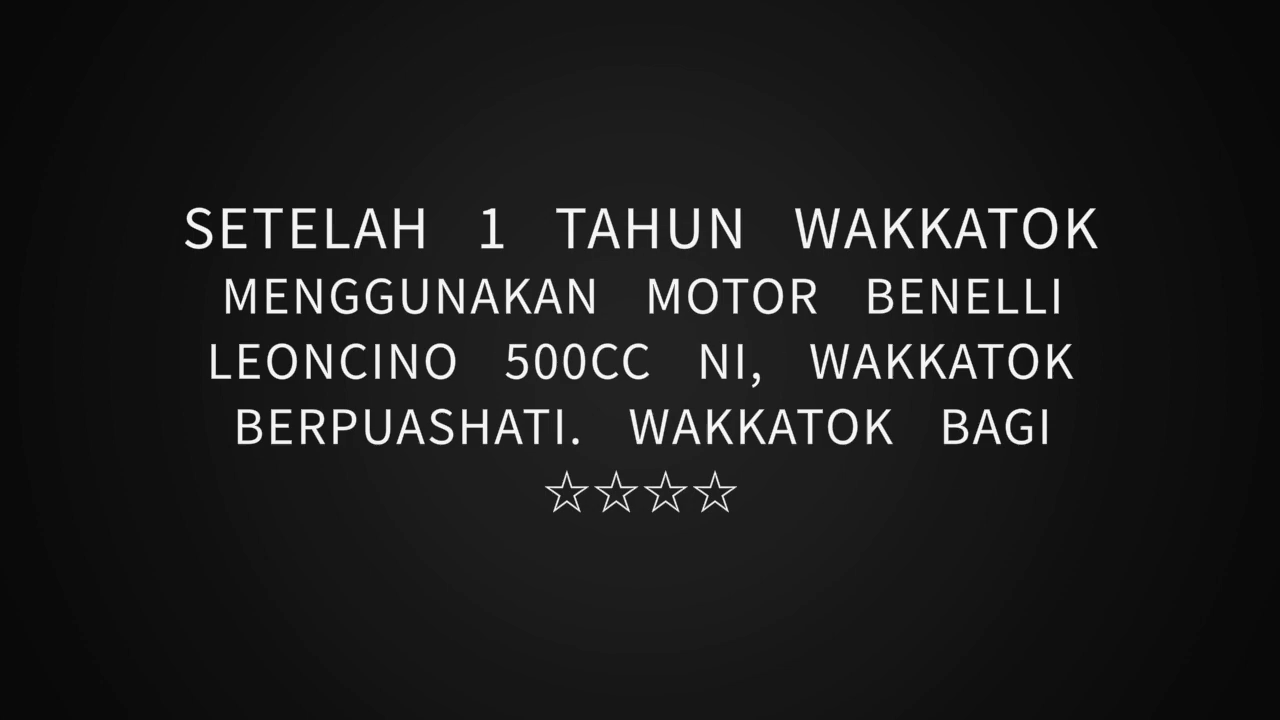 SETELAH 1 TAHUN WAKKATOK
MENGGUNAKAN MOTOR BENELLI
LEONCINO 500CC NI, WAKKATOK
BERPUASHATI. WAKKATOK BAGI
☆☆☆☆